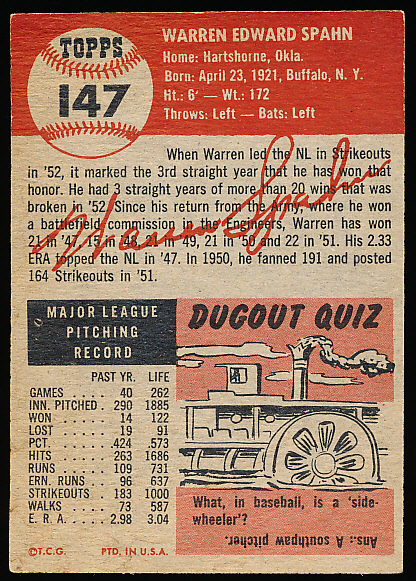 TOPPS
147
WARREN EDWARD SPAHN
Home: Hartshorne, Okla.
Born: April 23, 1921, Buffalo, N. Y.
Ht.: 6' — Wt.: 172
Throws: Left — Bats: Left
When Warren led the NL in Strikeouts
in '52, it marked the 3rd straight year that he has won that
honor. He had 3 straight years of more than 20 wins that was
broken in '52. Since his return from the Army, where he won
a battlefield commission in the Engineers, Warren has won
21 in '47, 15 in '48, 21 in '49, 21 in '50 and 22 in '51. His 2.33
ERA topped the NL in '47. In 1950, he fanned 191 and posted
164 Strikeouts in '51.
Warren Spahn
MAJOR LEAGUE
PITCHING
RECORD
PAST YR. LIFE
GAMES . . . . 40 262
INN. PITCHED . 290 1885
WON . . . . . 14 122
LOST . . . . . 19 91
PCT. . . . . . .424 .573
HITS . . . . . 263 1686
RUNS . . . . . 109 731
ERN. RUNS . . 96 637
STRIKEOUTS . . 183 1000
WALKS . . . . 73 587
E. R. A. . . . . 2.98 3.04
©T.C.G. PTD. IN U.S.A.
DUGOUT QUIZ
What, in baseball, is a 'side-
wheeler'?
Ans.: A southpaw pitcher.